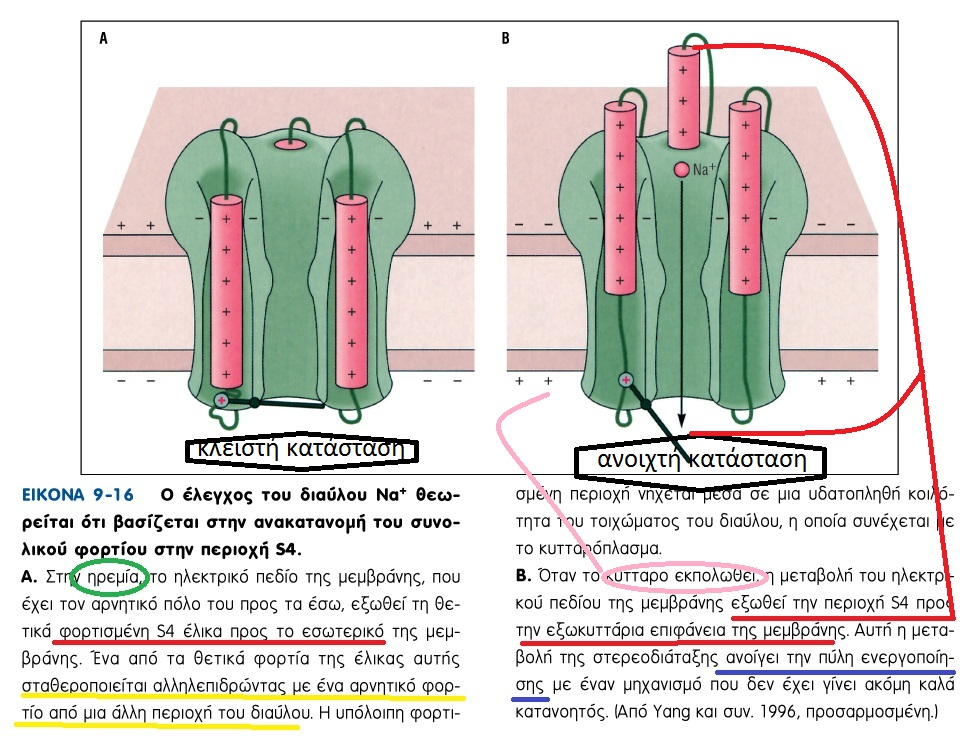 A
B
Na⁺
+ +
− −
+ +
+ +
− −
− −
− −
− −
+ +
+ +
κλειστή κατάσταση
ανοιχτή κατάσταση
ΕΙΚΟΝΑ 9-16 Ο έλεγχος του διαύλου Na⁺ θεω-
ρείται ότι βασίζεται στην ανακατανομή του συνο-
λικού φορτίου στην περιοχή S4.
Α. Στην ηρεμία, το ηλεκτρικό πεδίο της μεμβράνης, που
έχει τον αρνητικό πόλο του προς τα έσω, εξωθεί τη θε-
τικά φορτισμένη S4 έλικα προς το εσωτερικό της μεμ-
βράνης. Ένα από τα θετικά φορτία της έλικας αυτής
σταθεροποιείται αλληλεπιδρώντας με ένα αρνητικό φορ-
τίο από μια άλλη περιοχή του διαύλου. Η υπόλοιπη φορτι-
σμένη περιοχή νήχεται μέσα σε μια υδατοπληθή κοιλό-
τητα του τοιχώματος του διαύλου, η οποία συνέχεται με
το κυτταρόπλασμα.
Β. Όταν το κύτταρο εκπολωθεί, η μεταβολή του ηλεκτρι-
κού πεδίου της μεμβράνης εξωθεί την περιοχή S4 προς
την εξωκυττάρια επιφάνεια της μεμβράνης. Αυτή η μετα-
βολή της στερεοδιάταξης ανοίγει την πύλη ενεργοποίη-
σης με έναν μηχανισμό που δεν έχει γίνει ακόμη καλά
κατανοητός. (Από Yang και συν. 1996, προσαρμοσμένη.)